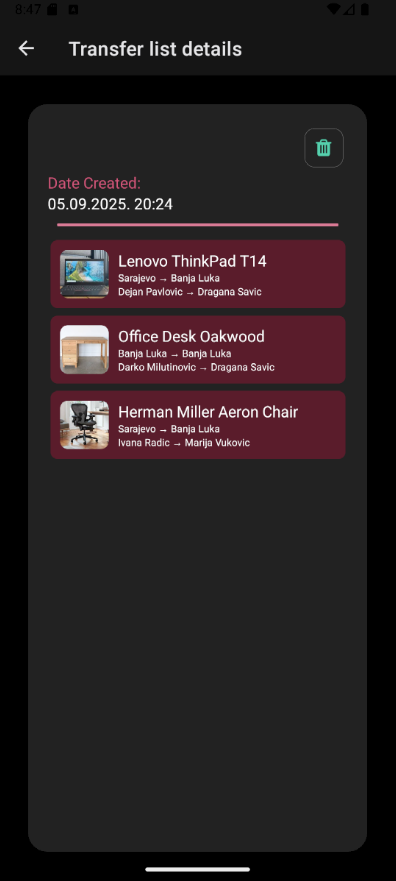 8:47
Transfer list details
Date Created:
05.09.2025. 20:24
Lenovo ThinkPad T14
Sarajevo → Banja Luka
Dejan Pavlovic → Dragana Savic
Office Desk Oakwood
Banja Luka → Banja Luka
Darko Milutinovic → Dragana Savic
Herman Miller Aeron Chair
Sarajevo → Banja Luka
Ivana Radic → Marija Vukovic